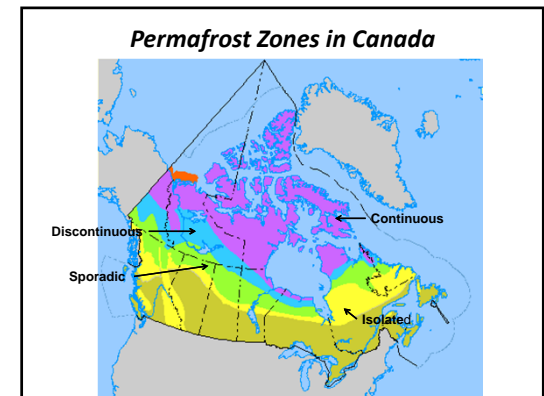 Permafrost Zones in Canada
Continuous
Discontinuous
Sporadic
Isolated